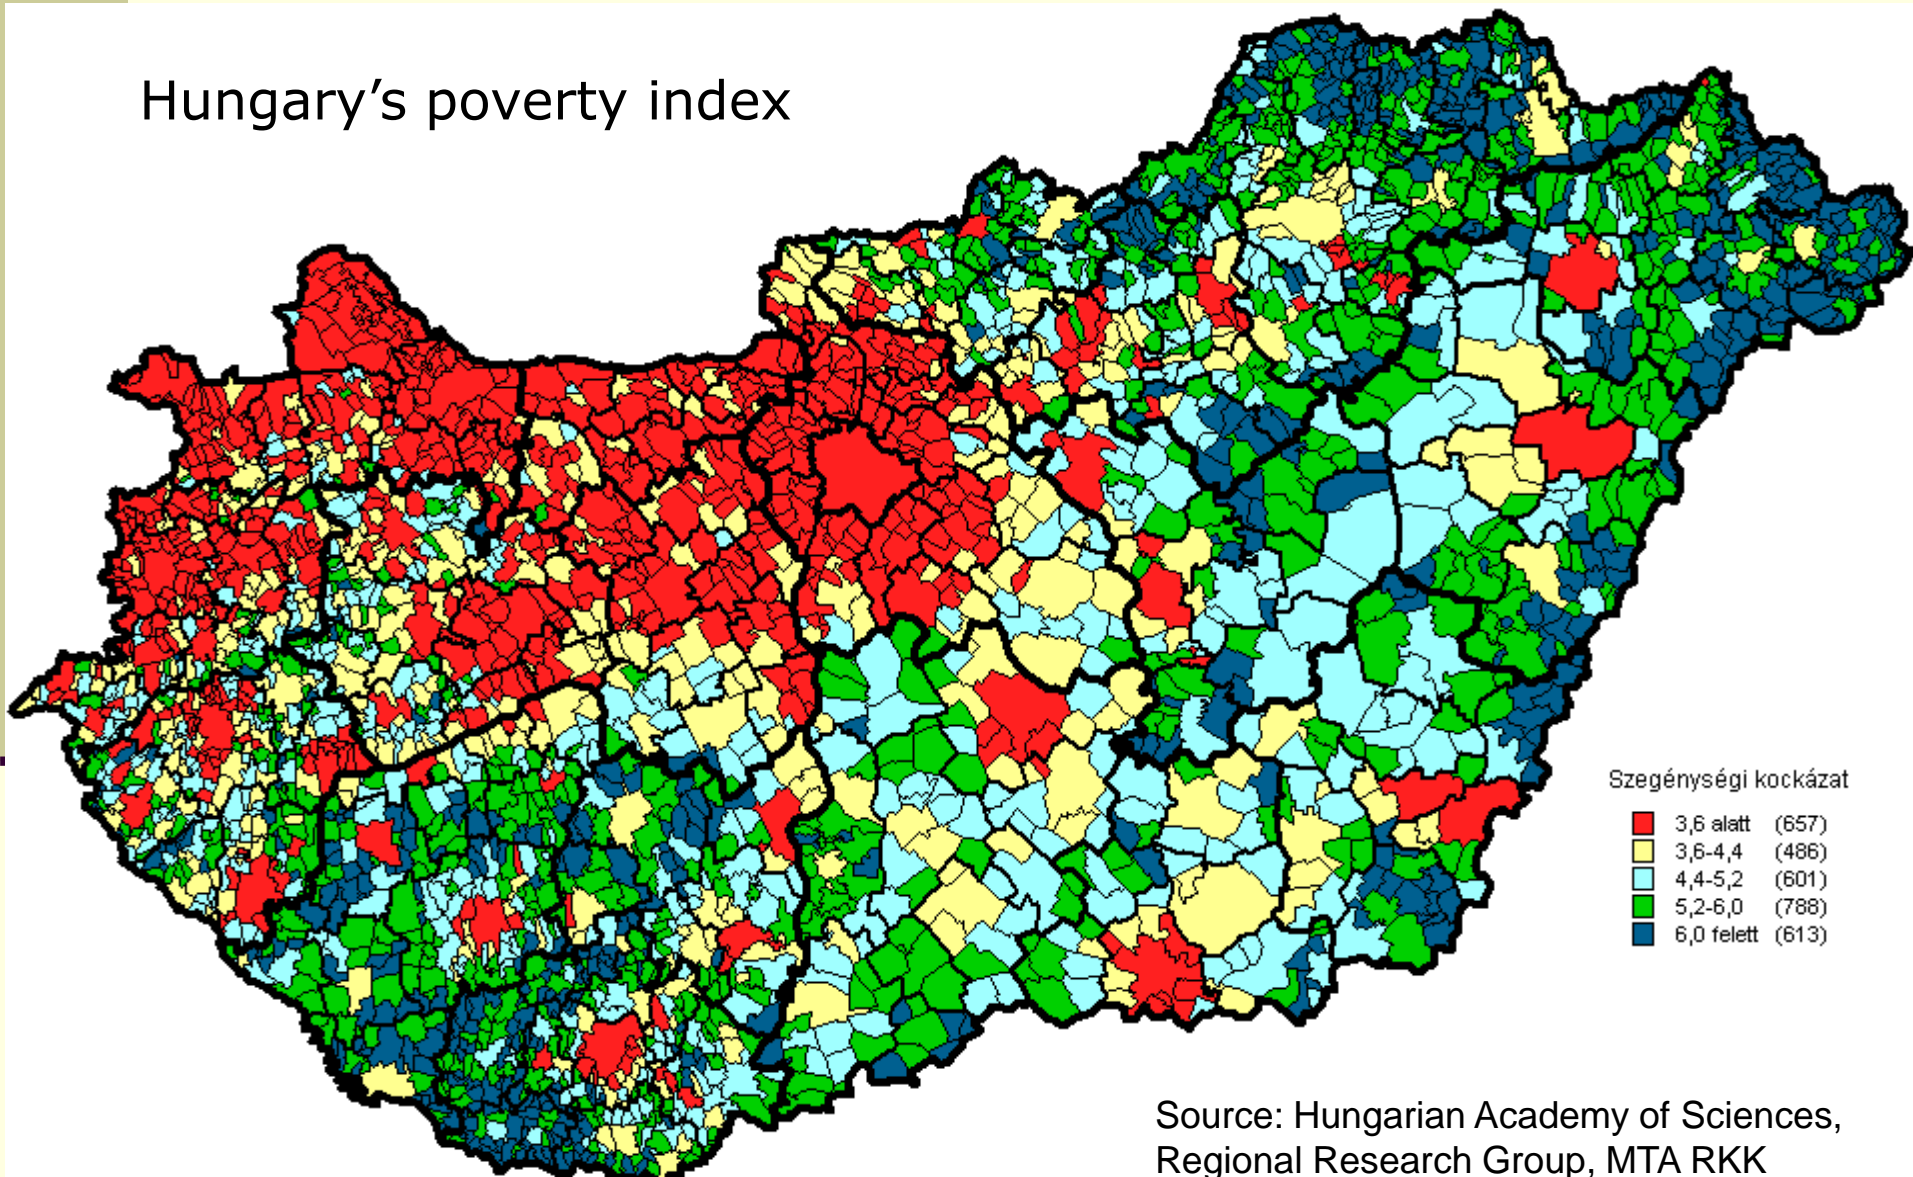 Hungary’s poverty index
Szegénységi kockázat
3,6 alatt (657)
3,6-4,4 (486)
4,4-5,2 (601)
5,2-6,0 (788)
6,0 felett (613)
Source: Hungarian Academy of Sciences,
Regional Research Group, MTA RKK